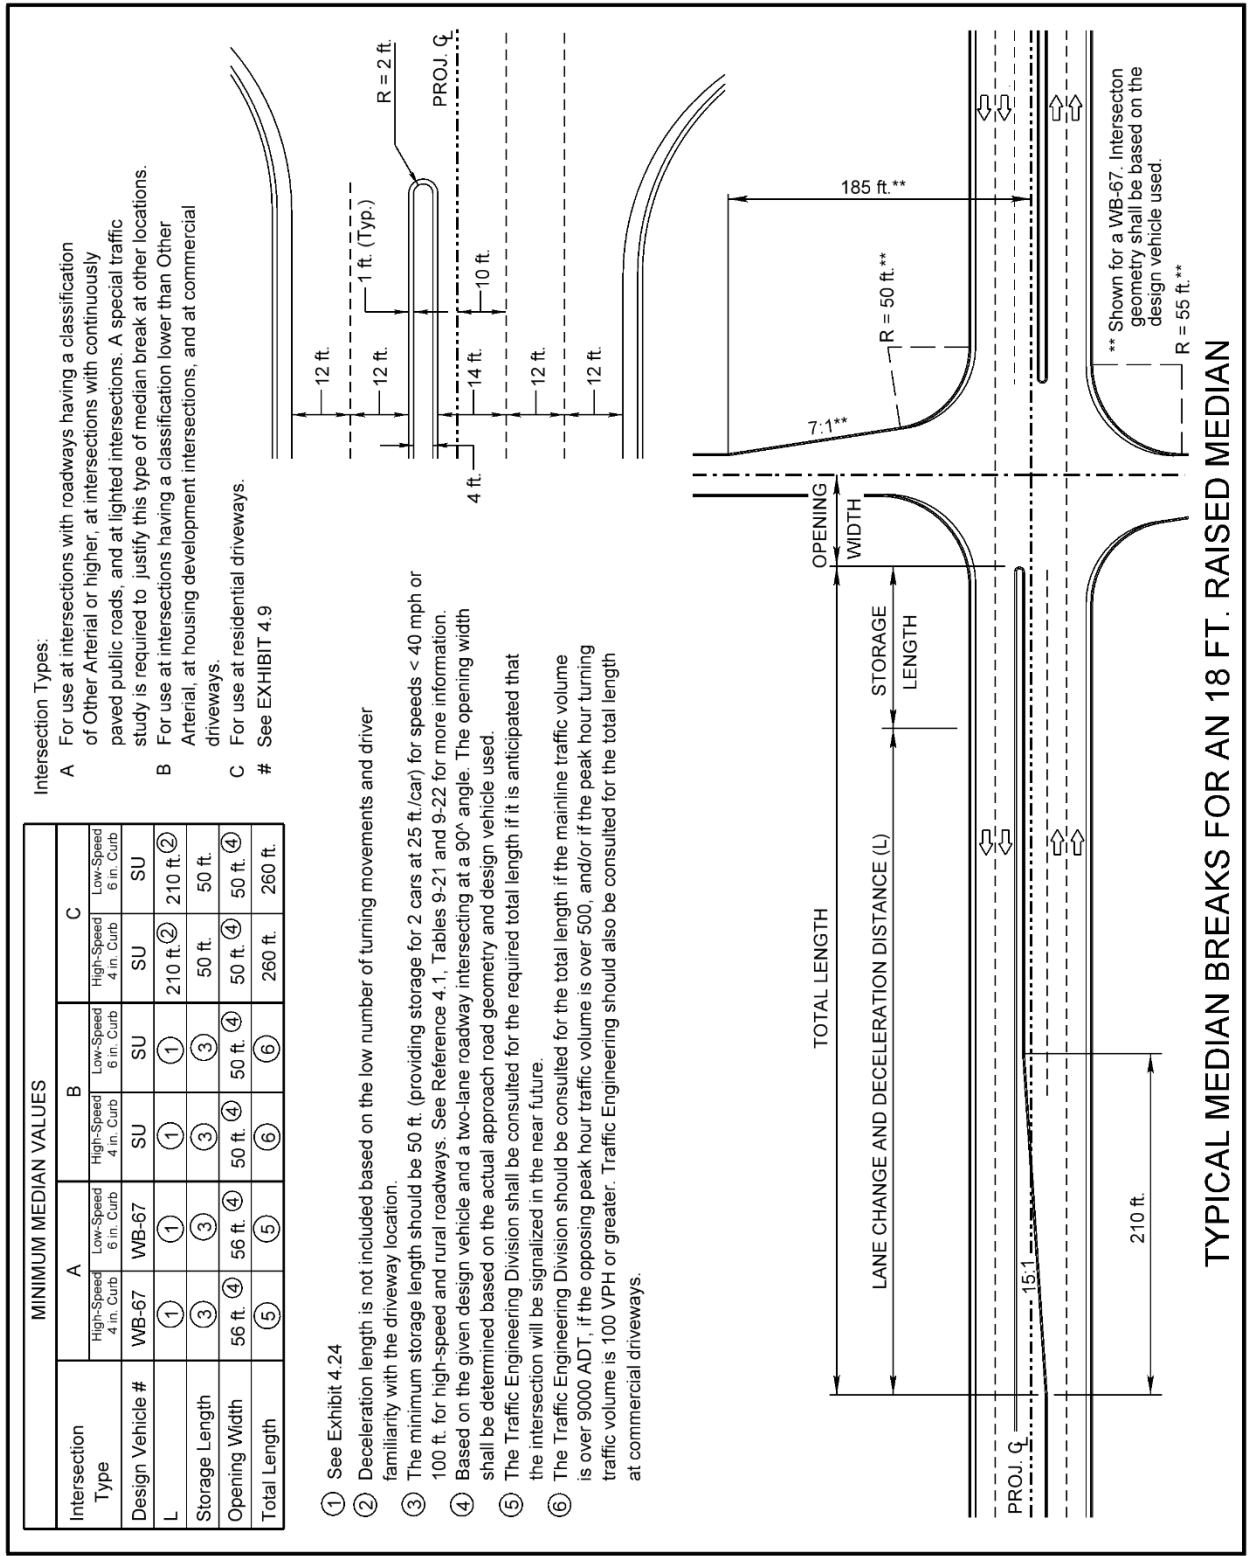 MINIMUM MEDIAN VALUES
Intersection Type A B C
High-Speed 4 in. Curb Low-Speed 6 in. Curb High-Speed 4 in. Curb Low-Speed 6 in. Curb High-Speed 4 in. Curb Low-Speed 6 in. Curb
Design Vehicle # WB-67 WB-67 SU SU SU SU
L ① ① ① ① 210 ft. ② 210 ft. ②
Storage Length ③ ③ ③ ③ 50 ft. 50 ft.
Opening Width 56 ft. ④ 56 ft. ④ 50 ft. ④ 50 ft. ④ 50 ft. ④ 50 ft. ④
Total Length ⑤ ⑤ ⑥ ⑥ 260 ft. 260 ft.
Intersection Types:
A For use at intersections with roadways having a classification
of Other Arterial or higher, at intersections with continuously
paved public roads, and at lighted intersections. A special traffic
study is required to justify this type of median break at other locations.
B For use at intersections having a classification lower than Other
Arterial, at housing development intersections, and at commercial
driveways.
C For use at residential driveways.
# See EXHIBIT 4.9
① See Exhibit 4.24
② Deceleration length is not included based on the low number of turning movements and driver
familiarity with the driveway location.
③ The minimum storage length should be 50 ft. (providing storage for 2 cars at 25 ft./car) for speeds < 40 mph or
100 ft. for high-speed and rural roadways. See Reference 4.1, Tables 9-21 and 9-22 for more information.
④ Based on the given design vehicle and a two-lane roadway intersecting at a 90^ angle. The opening width
shall be determined based on the actual approach road geometry and design vehicle used.
⑤ The Traffic Engineering Division shall be consulted for the required total length if it is anticipated that
the intersection will be signalized in the near future.
⑥ The Traffic Engineering Division should be consulted for the total length if the mainline traffic volume
is over 9000 ADT, if the opposing peak hour traffic volume is over 500, and/or if the peak hour turning
traffic volume is 100 VPH or greater. Traffic Engineering should also be consulted for the total length
at commercial driveways.
12 ft.
12 ft.
1 ft. (Typ.)
R = 2 ft.
4 ft.
14 ft.
10 ft.
PROJ. ℄
12 ft.
12 ft.
TOTAL LENGTH
OPENING
WIDTH
7:1**
185 ft.**
LANE CHANGE AND DECELERATION DISTANCE (L)
STORAGE
LENGTH
R = 50 ft.**
PROJ. ℄
15:1
210 ft.
** Shown for a WB-67. Intersecton
geometry shall be based on the
design vehicle used.
R = 55 ft.**
TYPICAL MEDIAN BREAKS FOR AN 18 FT. RAISED MEDIAN